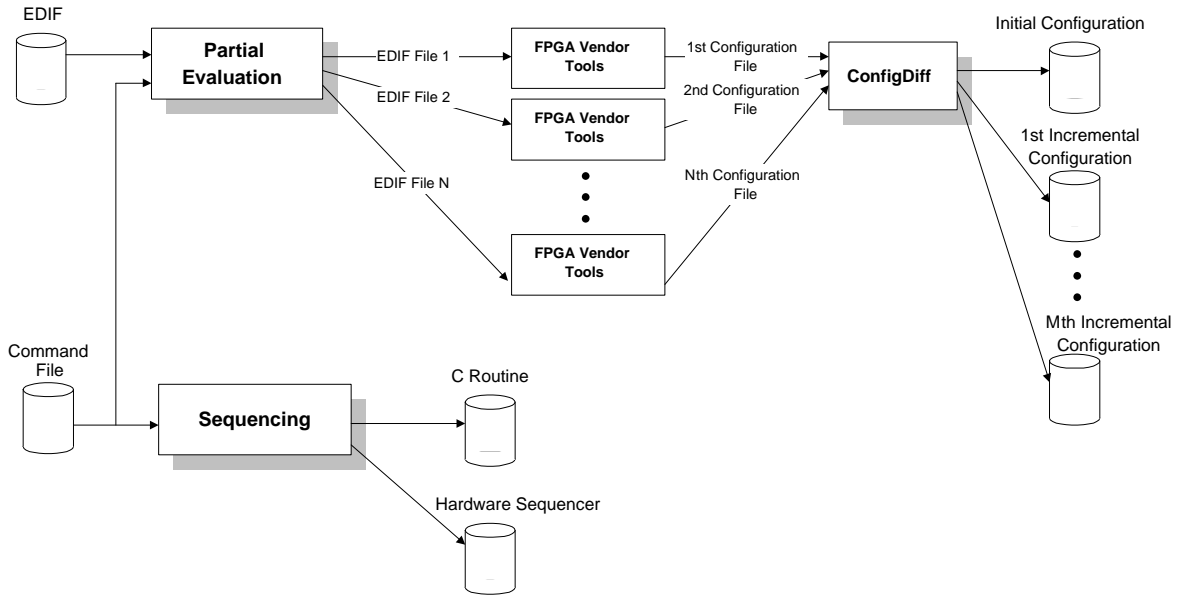 EDIF
Partial
Evaluation
EDIF File 1
EDIF File 2
EDIF File N
FPGA Vendor
Tools
FPGA Vendor
Tools
FPGA Vendor
Tools
1st Configuration
File
2nd Configuration
File
Nth Configuration
File
ConfigDiff
Initial Configuration
1st Incremental
Configuration
Mth Incremental
Configuration
Command
File
Sequencing
C Routine
Hardware Sequencer